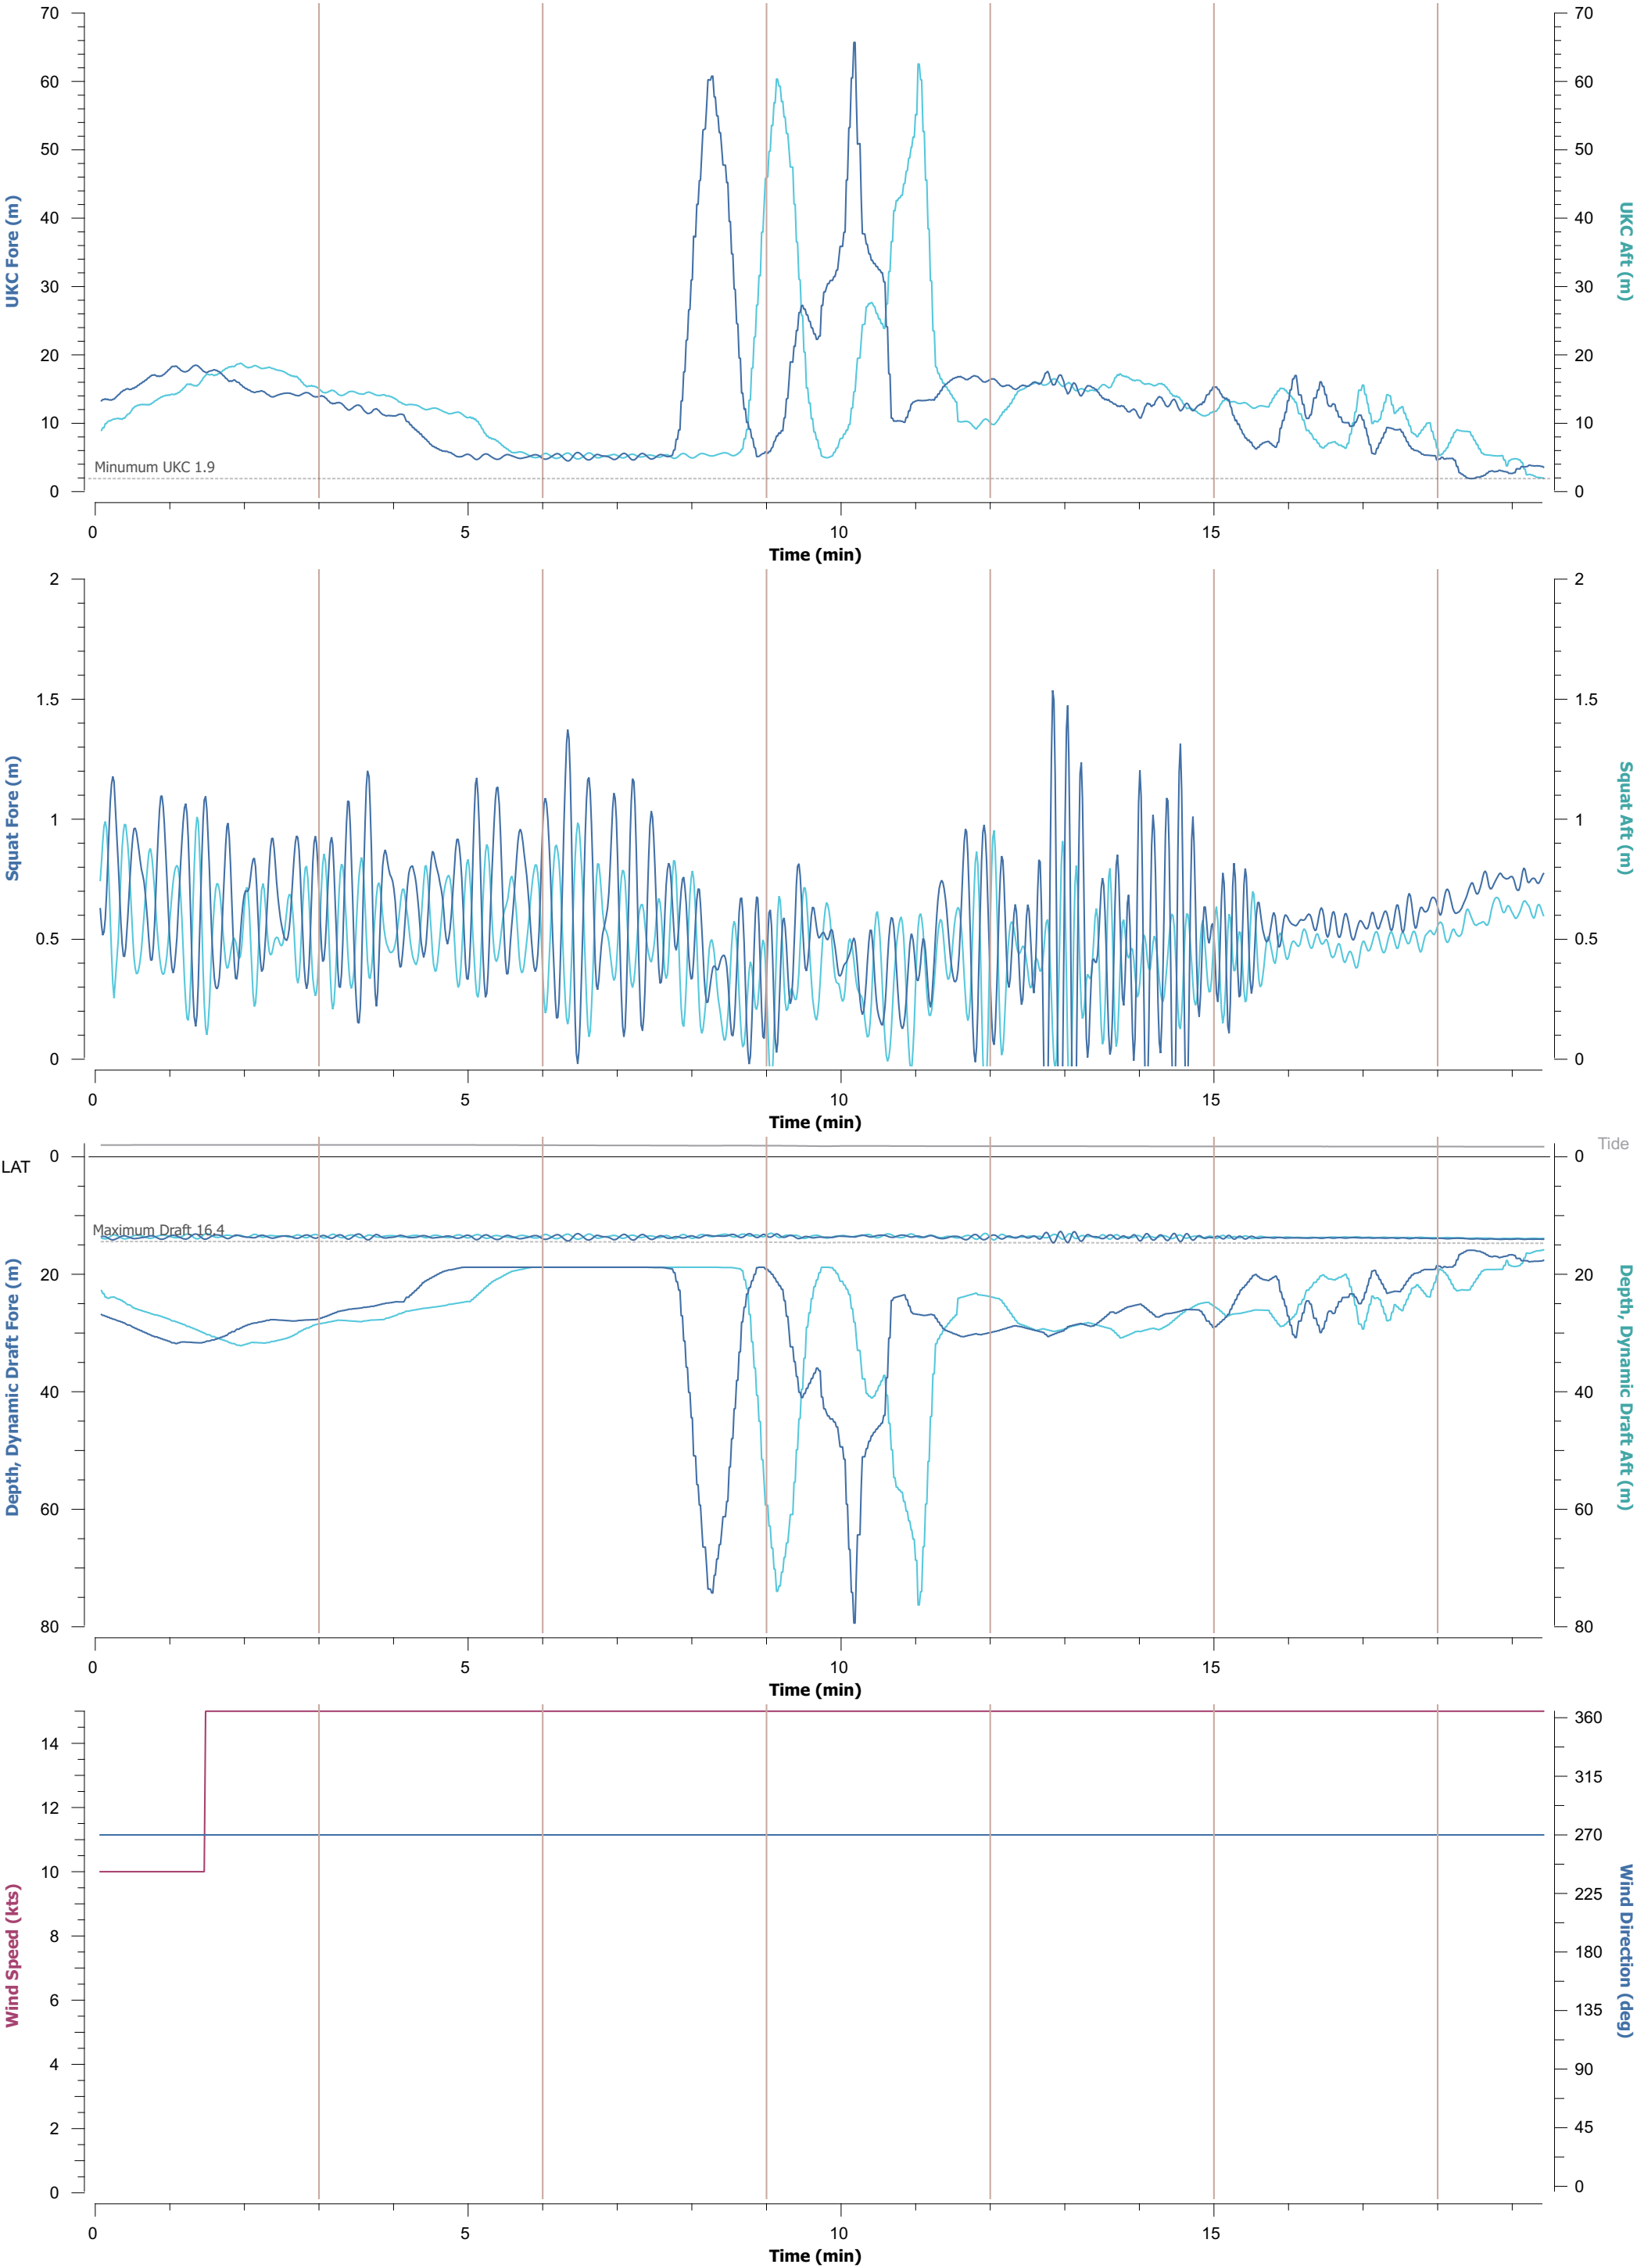 70 70
60 60
50 50
40 40
30 30
20 20
10 10
0 0
UKC Fore (m)
UKC Aft (m)
Minumum UKC 1.9
0 5 10 15
Time (min)
2 2
1.5 1.5
1 1
0.5 0.5
0 0
Squat Fore (m)
Squat Aft (m)
0 5 10 15
Time (min)
Tide
LAT 0 0
Maximum Draft 16.4
20 20
40 40
60 60
80 80
Depth, Dynamic Draft Fore (m)
Depth, Dynamic Draft Aft (m)
0 5 10 15
Time (min)
14
12
10
8
6
4
2
0
Wind Speed (kts)
360
315
270
225
180
135
90
45
0
Wind Direction (deg)
0 5 10 15
Time (min)